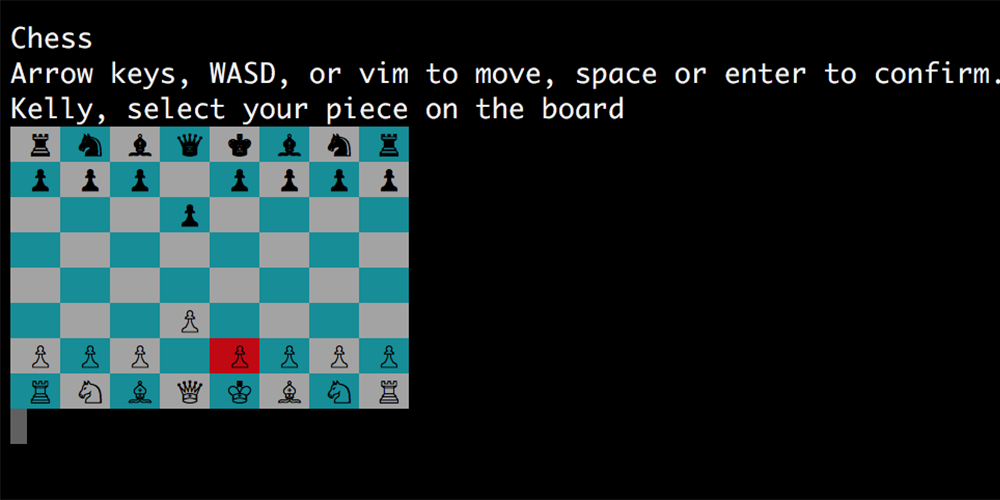 Chess
Arrow keys, WASD, or vim to move, space or enter to confirm.
Kelly, select your piece on the board